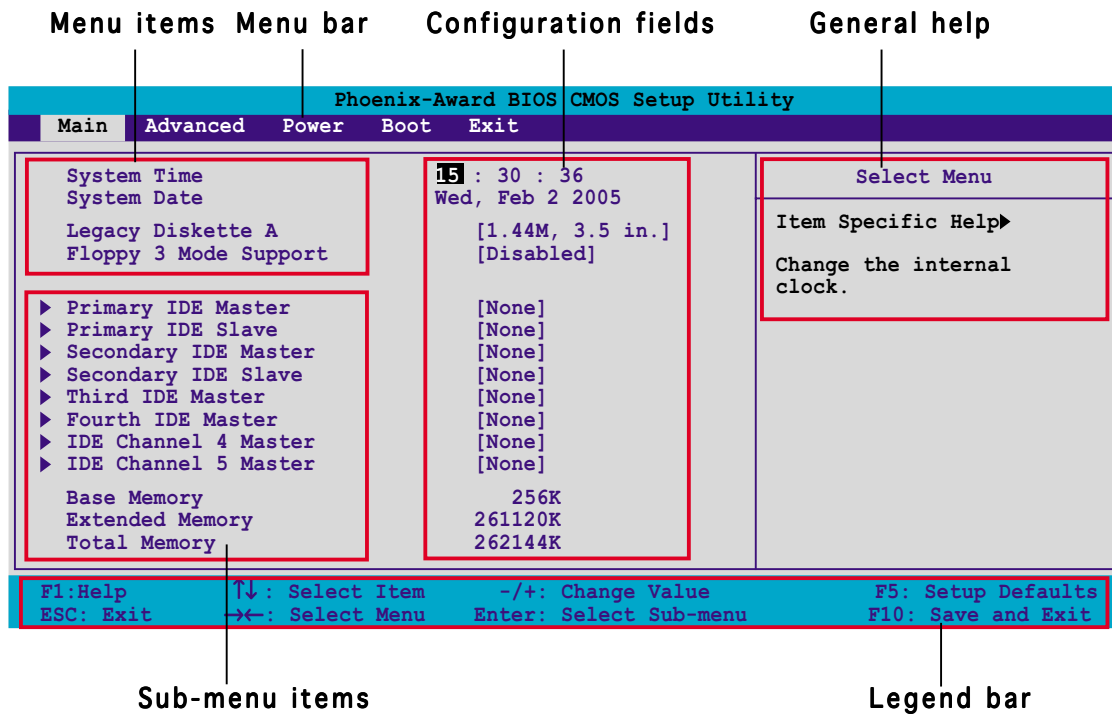 Menu items Menu bar Configuration fields General help
Phoenix-Award BIOS CMOS Setup Utility
Main Advanced Power Boot Exit
System Time 15 : 30 : 36
System Date Wed, Feb 2 2005
Legacy Diskette A [1.44M, 3.5 in.]
Floppy 3 Mode Support [Disabled]
Primary IDE Master [None]
Primary IDE Slave [None]
Secondary IDE Master [None]
Secondary IDE Slave [None]
Third IDE Master [None]
Fourth IDE Master [None]
IDE Channel 4 Master [None]
IDE Channel 5 Master [None]
Base Memory 256K
Extended Memory 261120K
Total Memory 262144K
Select Menu
Item Specific Help▶
Change the internal
clock.
F1:Help ↑↓: Select Item -/+: Change Value F5: Setup Defaults
ESC: Exit →←: Select Menu Enter: Select Sub-menu F10: Save and Exit
Sub-menu items Legend bar